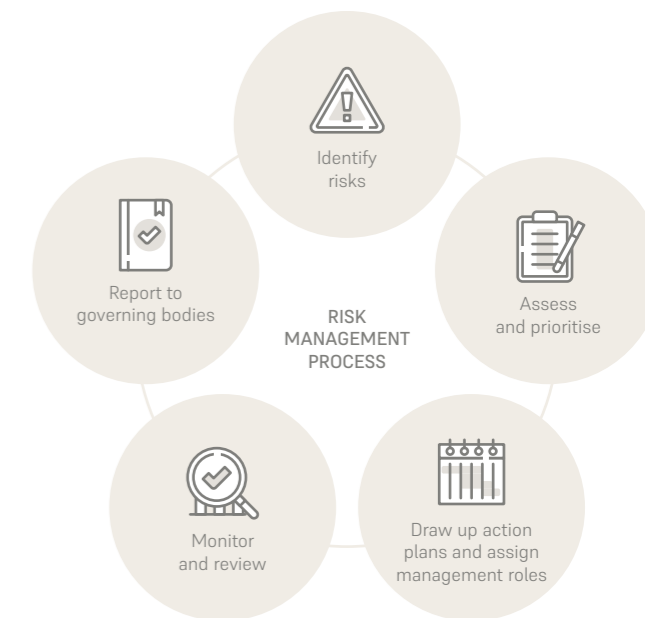 Identify
risks
Assess
and prioritise
Draw up action
plans and assign
management roles
Monitor
and review
Report to
governing bodies
RISK
MANAGEMENT
PROCESS